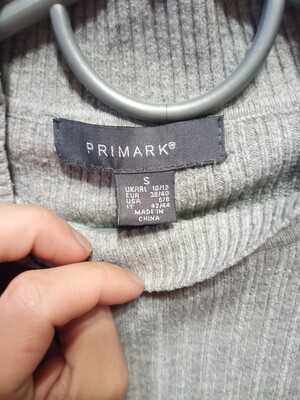 PRIMARK®
S
UK/IRL 10/12
EUR 38/40
USA 6/8
IT 42/44
MADE IN
CHINA